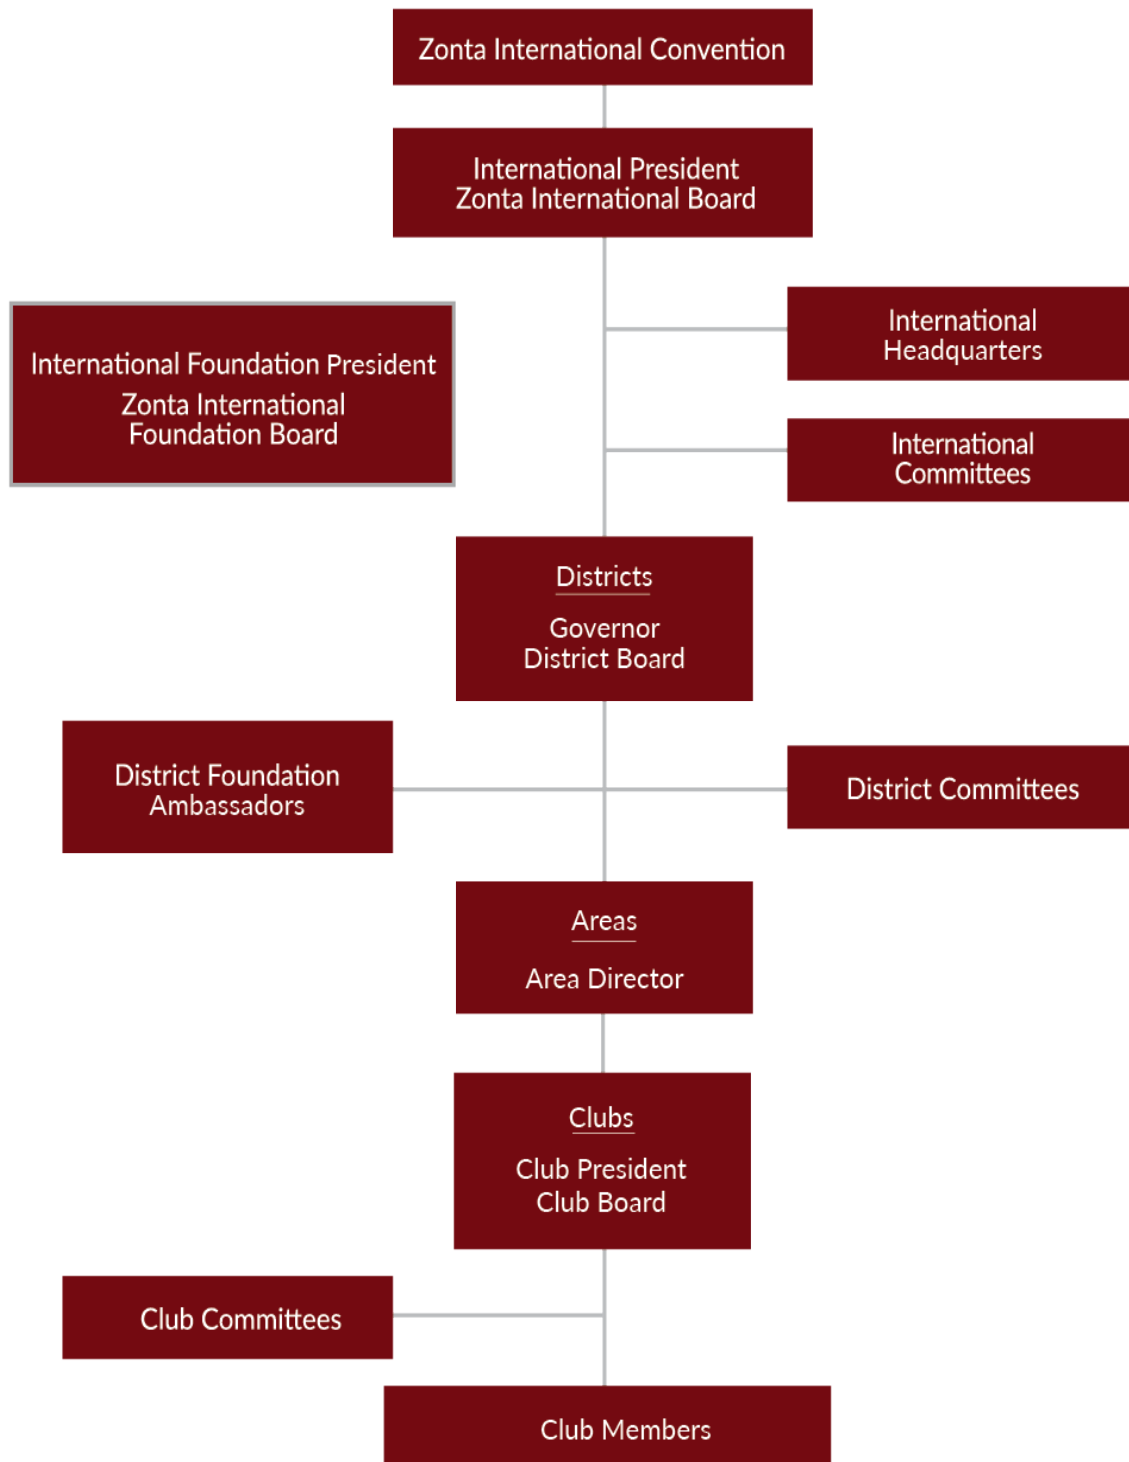 Zonta International Convention
International President
Zonta International Board
International
Headquarters
International Foundation President
Zonta International
Foundation Board
International
Committees
Districts
Governor
District Board
District Foundation
Ambassadors
District Committees
Areas
Area Director
Clubs
Club President
Club Board
Club Committees
Club Members